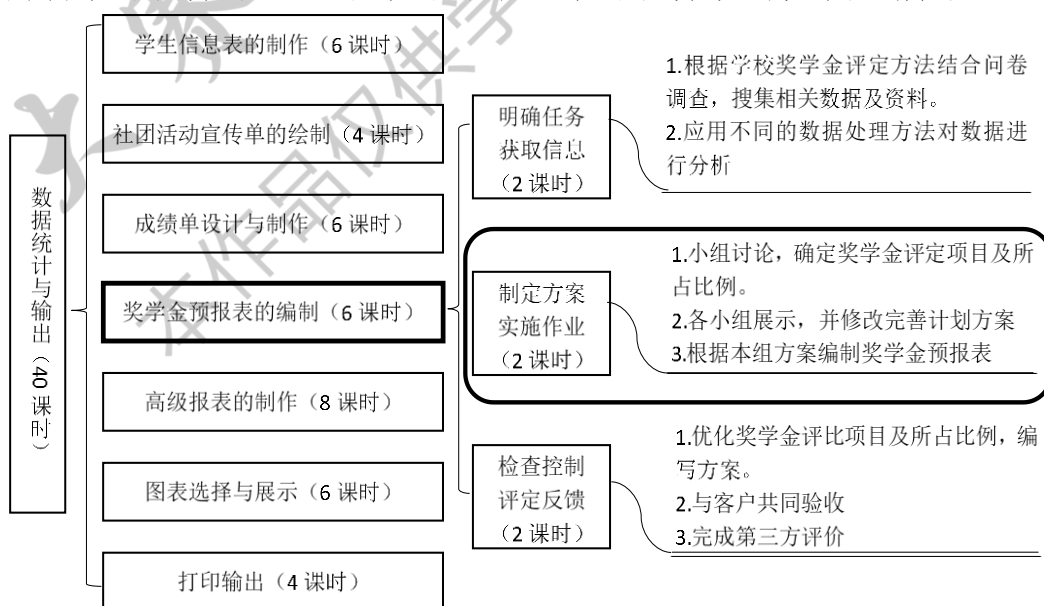 数据统计与输出（40 课时）
学生信息表的制作（6 课时）
社团活动宣传单的绘制（4 课时）
成绩单设计与制作（6 课时）
奖学金预报表的编制（6 课时）
高级报表的制作（8 课时）
图表选择与展示（6 课时）
打印输出（4 课时）
明确任务
获取信息
（2 课时）
1.根据学校奖学金评定方法结合问卷
调查，搜集相关数据及资料。
2.应用不同的数据处理方法对数据进
行分析
制定方案
实施作业
（2 课时）
1.小组讨论，确定奖学金评定项目及所
占比例。
2.各小组展示，并修改完善计划方案
3.根据本组方案编制奖学金预报表
检查控制
评定反馈
（2 课时）
1.优化奖学金评比项目及所占比例，编
写方案。
2.与客户共同验收
3.完成第三方评价
本作品仅供学